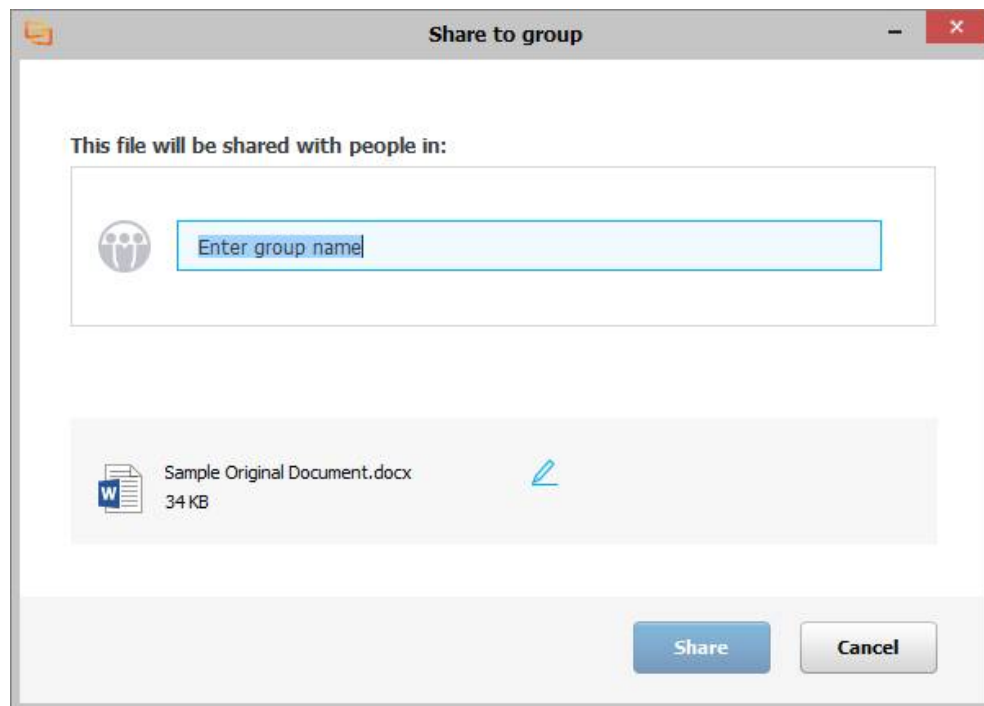 Share to group
This file will be shared with people in:
Enter group name
W
Sample Original Document.docx
34 KB
Share
Cancel